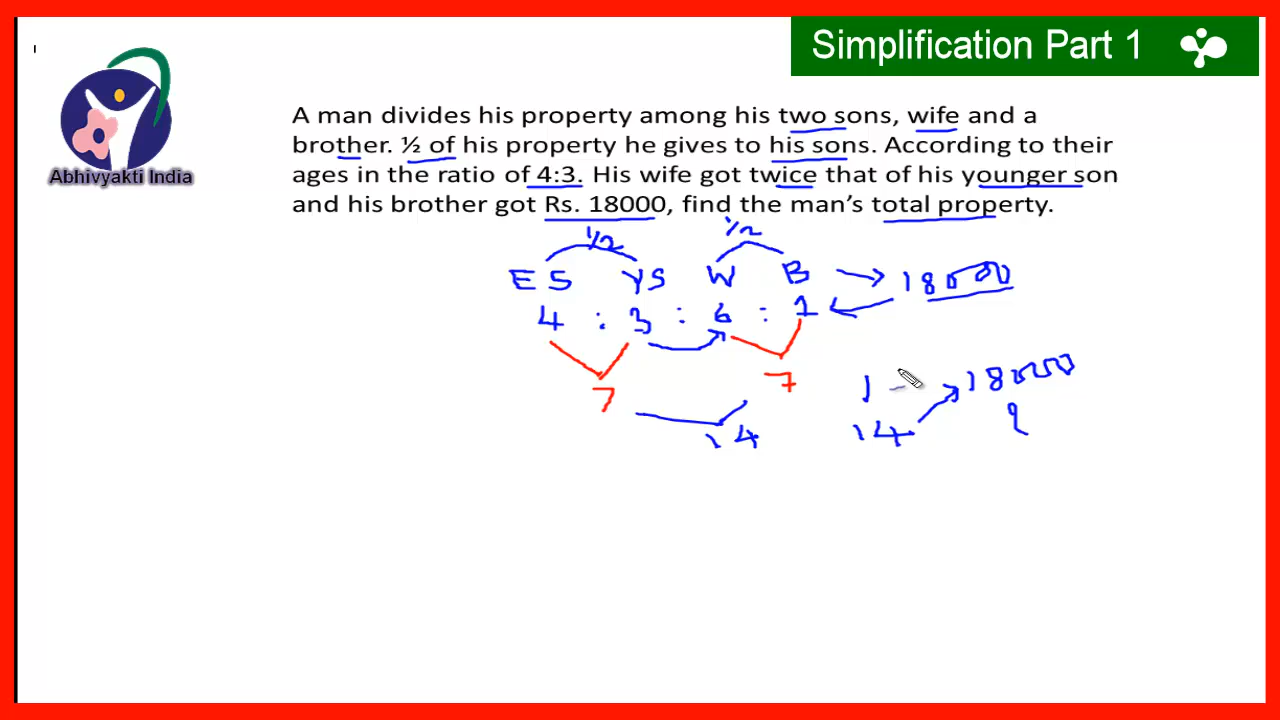 Simplification Part 1
Abhivyakti India
A man divides his property among his two sons, wife and a
brother. ½ of his property he gives to his sons. According to their
ages in the ratio of 4:3. His wife got twice that of his younger son
and his brother got Rs. 18000, find the man's total property.
1/2 1/2
ES YS W B → 18000
4 : 3 : 6 : 1
7 7
14
1 - 18000
14 ?